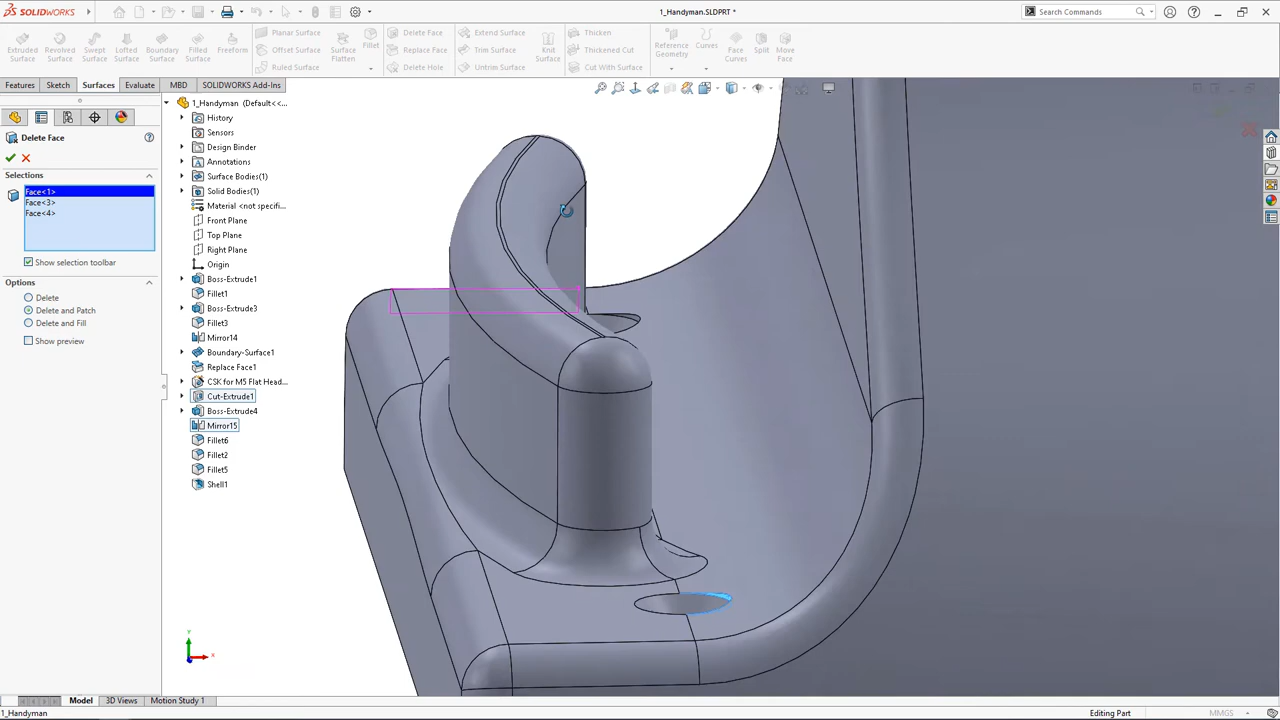 SOLIDWORKS
1_Handyman.SLDPRT *
Search Commands
Extruded Surface
Revolved Surface
Swept Surface
Lofted Surface
Boundary Surface
Filled Surface
Freeform
Planar Surface
Offset Surface
Ruled Surface
Surface Flatten
Fillet
Delete Face
Replace Face
Delete Hole
Extend Surface
Trim Surface
Untrim Surface
Knit Surface
Thicken
Thickened Cut
Cut With Surface
Reference Geometry
Curves
Face Curves
Split
Move Face
Features
Sketch
Surfaces
Evaluate
MBD
SOLIDWORKS Add-Ins
Delete Face
Selections
Face<1>
Face<3>
Face<4>
Show selection toolbar
Options
Delete
Delete and Patch
Delete and Fill
Show preview
1_Handyman (Default<<...
History
Sensors
Design Binder
Annotations
Surface Bodies(1)
Solid Bodies(1)
Material <not specifi...
Front Plane
Top Plane
Right Plane
Origin
Boss-Extrude1
Fillet1
Boss-Extrude3
Fillet3
Mirror14
Boundary-Surface1
Replace Face1
CSK for M5 Flat Head...
Cut-Extrude1
Boss-Extrude4
Mirror15
Fillet6
Fillet2
Fillet5
Shell1
Y
X
Model
3D Views
Motion Study 1
1_Handyman
Editing Part
MMGS